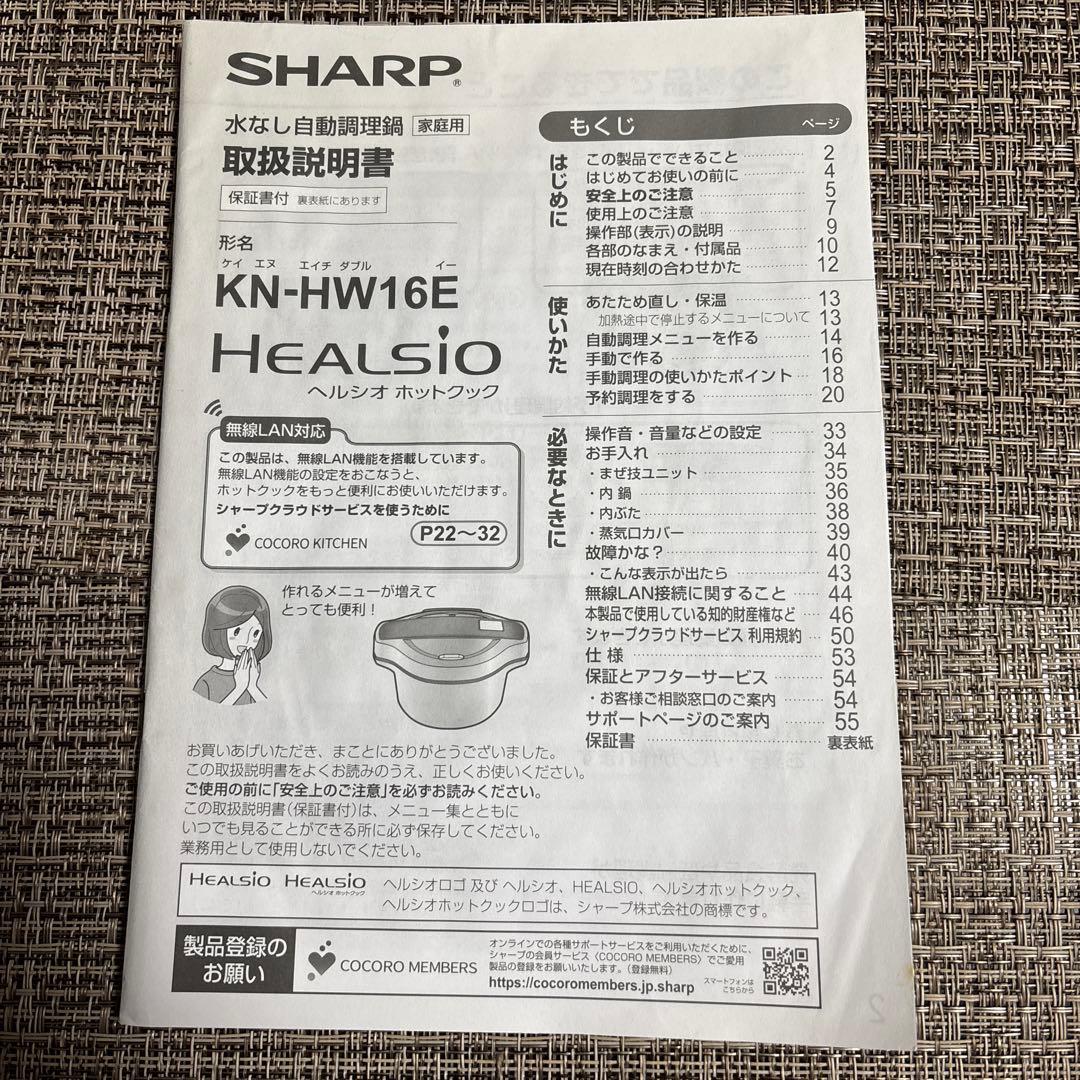 SHARP®
水なし自動調理鍋 家庭用
取扱説明書
保証書付 裏表紙にあります
形名
ケイ エヌ エイチ ダブル イー
KN-HW16E
HEALSIO
ヘルシオ ホットクック
無線LAN対応
この製品は、無線LAN機能を搭載しています。
無線LAN機能の設定をおこなうと、
ホットクックをもっと便利にお使いいただけます。
シャープクラウドサービスを使うために
COCORO KITCHEN P22〜32
作れるメニューが増えて
とっても便利!
もくじ ページ
はじめに
この製品でできること 2
はじめてお使いの前に 4
安全上のご注意 5
使用上のご注意 7
操作部(表示)の説明 9
各部のなまえ・付属品 10
現在時刻の合わせかた 12
使いかた
あたため直し・保温 13
加熱途中で停止するメニューについて 13
自動調理メニューを作る 14
手動で作る 16
手動調理の使いかたポイント 18
予約調理をする 20
必要なときに
操作音・音量などの設定 33
お手入れ 34
・まぜ技ユニット 35
・内鍋 36
・内ぶた 38
・蒸気口カバー 39
故障かな? 40
・こんな表示が出たら 43
無線LAN接続に関すること 44
本製品で使用している知的財産権など 46
シャープクラウドサービス 利用規約 50
仕様 53
保証とアフターサービス 54
・お客様ご相談窓口のご案内 54
サポートページのご案内 55
保証書 裏表紙
お買いあげいただき、まことにありがとうございました。
この取扱説明書をよくお読みのうえ、正しくお使いください。
ご使用の前に「安全上のご注意」を必ずお読みください。
この取扱説明書(保証書付)は、メニュー集とともに
いつでも見ることができる所に必ず保存してください。
業務用として使用しないでください。
HEALSIO HEALSIO ヘルシオロゴ 及び ヘルシオ、HEALSIO、ヘルシオホットクック、
ヘルシオ ホットクック ヘルシオホットクックロゴは、シャープ株式会社の商標です。
製品登録の
お願い
COCORO MEMBERS
オンラインでの各種サポートサービスをご利用いただくために、
シャープの会員サービス〈COCORO MEMBERS〉でご愛用
製品の登録をお願いいたします。(登録無料)
https://cocoromembers.jp.sharp
スマートフォンは
こちらから